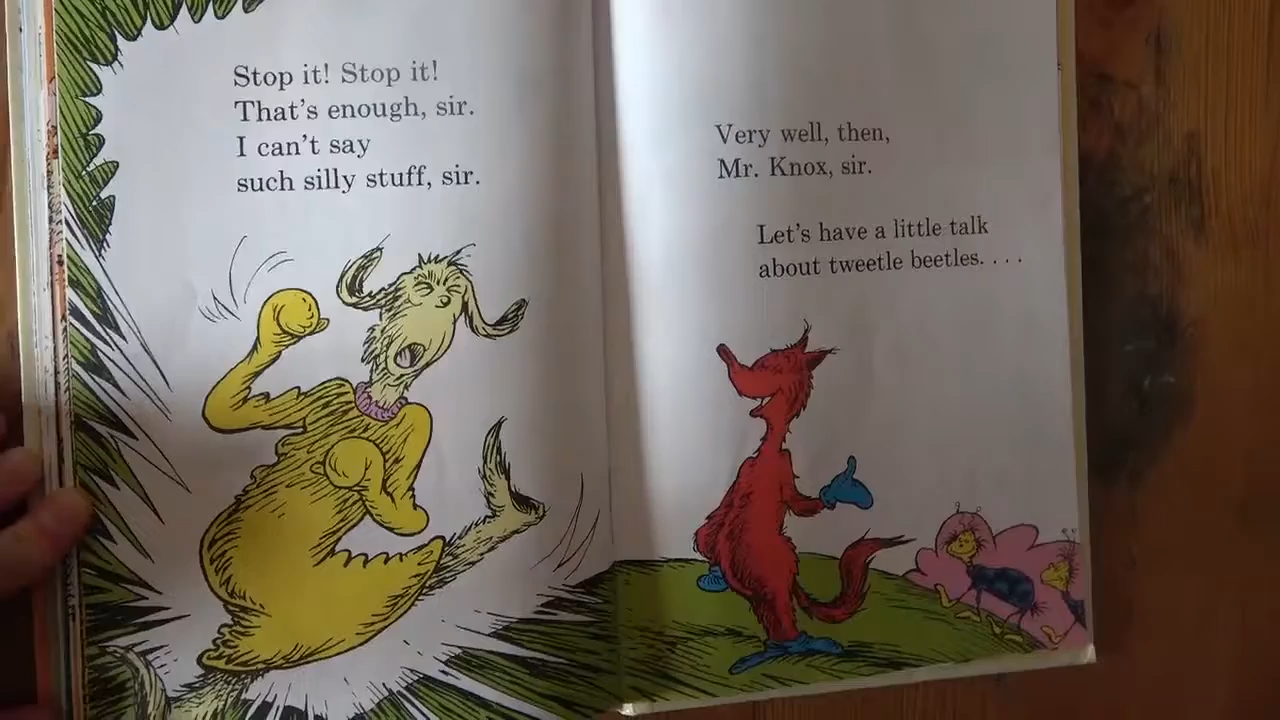 Stop it! Stop it!
That's enough, sir.
I can't say
such silly stuff, sir.
Very well, then,
Mr. Knox, sir.
Let's have a little talk
about tweetle beetles. . . .